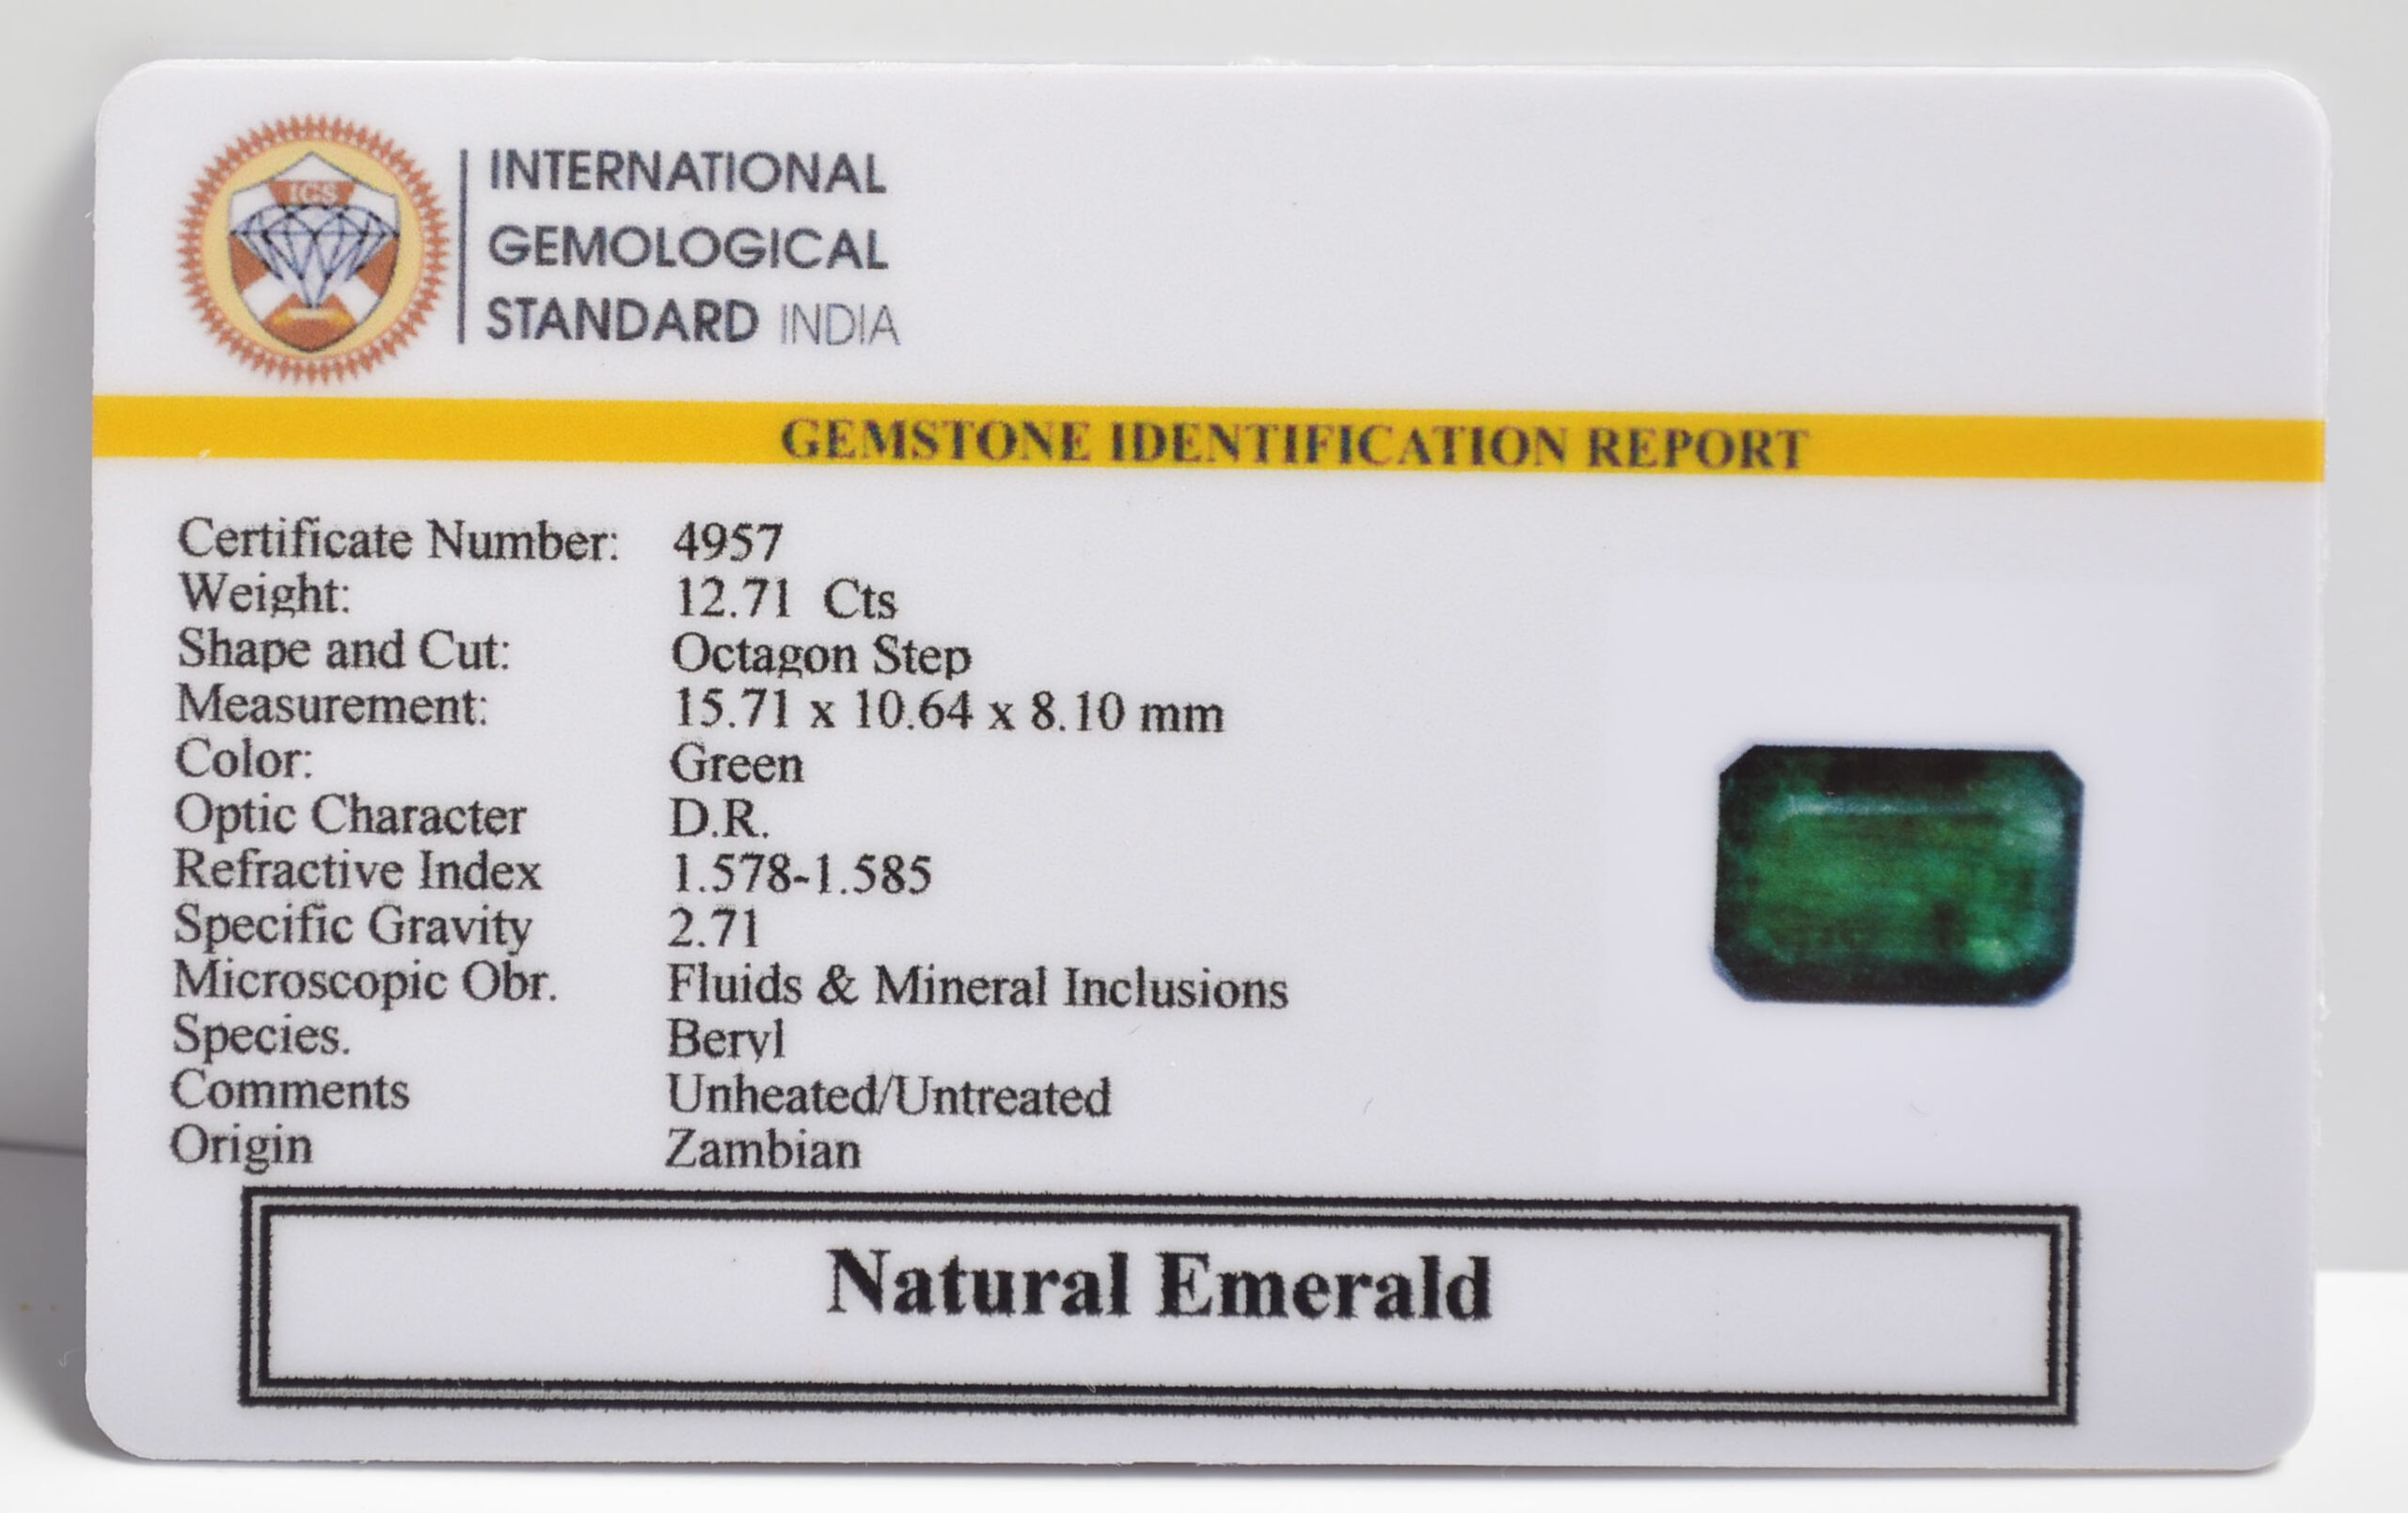 IGS
INTERNATIONAL
GEMOLOGICAL
STANDARD INDIA
GEMSTONE IDENTIFICATION REPORT
Certificate Number: 4957
Weight: 12.71 Cts
Shape and Cut: Octagon Step
Measurement: 15.71 x 10.64 x 8.10 mm
Color: Green
Optic Character D.R.
Refractive Index 1.578-1.585
Specific Gravity 2.71
Microscopic Obr. Fluids & Mineral Inclusions
Species. Beryl
Comments Unheated/Untreated
Origin Zambian
Natural Emerald